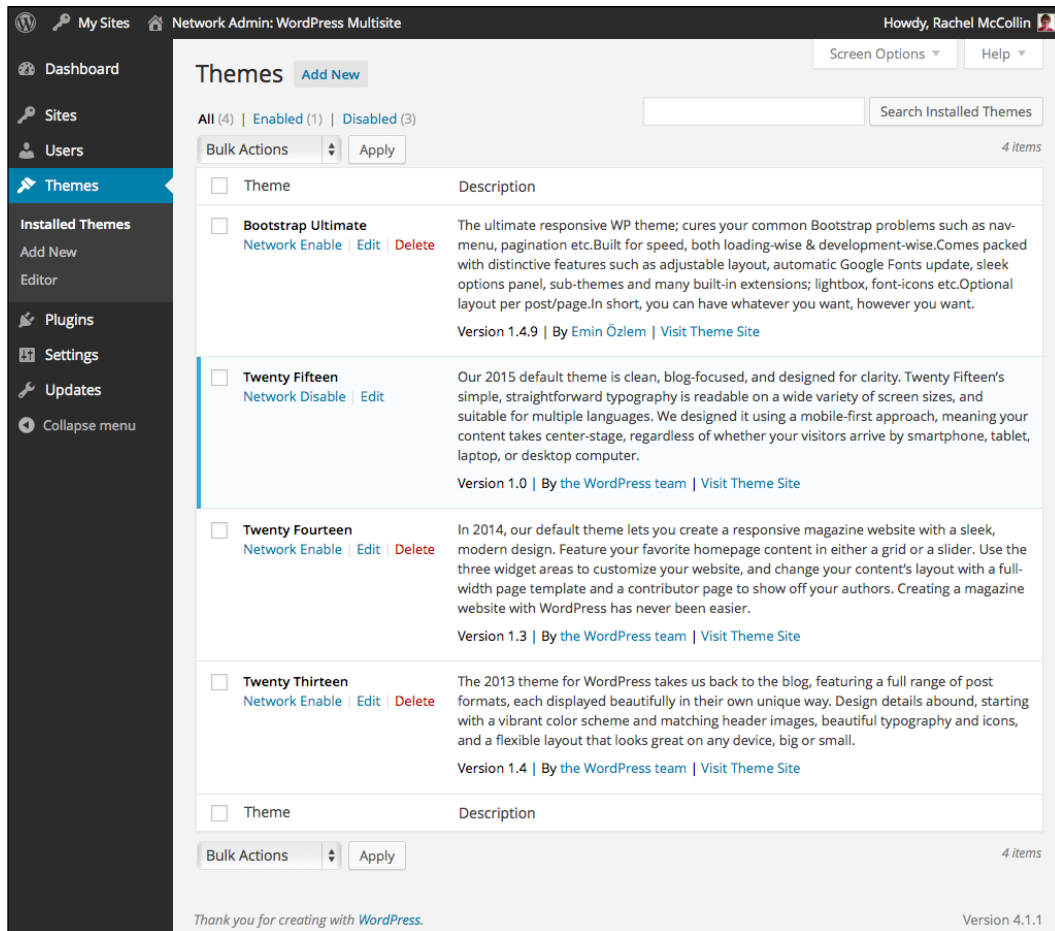 My Sites Network Admin: WordPress Multisite Howdy, Rachel McCollin
Screen Options Help
Dashboard
Sites
Users
Themes
Installed Themes
Add New
Editor
Plugins
Settings
Updates
Collapse menu
Themes Add New
All (4) | Enabled (1) | Disabled (3)
Search Installed Themes
Bulk Actions Apply 4 items
Theme Description
Bootstrap Ultimate
Network Enable | Edit | Delete
The ultimate responsive WP theme; cures your common Bootstrap problems such as nav-
menu, pagination etc.Built for speed, both loading-wise & development-wise.Comes packed
with distinctive features such as adjustable layout, automatic Google Fonts update, sleek
options panel, sub-themes and many built-in extensions; lightbox, font-icons etc.Optional
layout per post/page.In short, you can have whatever you want, however you want.
Version 1.4.9 | By Emin Özlem | Visit Theme Site
Twenty Fifteen
Network Disable | Edit
Our 2015 default theme is clean, blog-focused, and designed for clarity. Twenty Fifteen's
simple, straightforward typography is readable on a wide variety of screen sizes, and
suitable for multiple languages. We designed it using a mobile-first approach, meaning your
content takes center-stage, regardless of whether your visitors arrive by smartphone, tablet,
laptop, or desktop computer.
Version 1.0 | By the WordPress team | Visit Theme Site
Twenty Fourteen
Network Enable | Edit | Delete
In 2014, our default theme lets you create a responsive magazine website with a sleek,
modern design. Feature your favorite homepage content in either a grid or a slider. Use the
three widget areas to customize your website, and change your content's layout with a full-
width page template and a contributor page to show off your authors. Creating a magazine
website with WordPress has never been easier.
Version 1.3 | By the WordPress team | Visit Theme Site
Twenty Thirteen
Network Enable | Edit | Delete
The 2013 theme for WordPress takes us back to the blog, featuring a full range of post
formats, each displayed beautifully in their own unique way. Design details abound, starting
with a vibrant color scheme and matching header images, beautiful typography and icons,
and a flexible layout that looks great on any device, big or small.
Version 1.4 | By the WordPress team | Visit Theme Site
Theme Description
Bulk Actions Apply 4 items
Thank you for creating with WordPress. Version 4.1.1